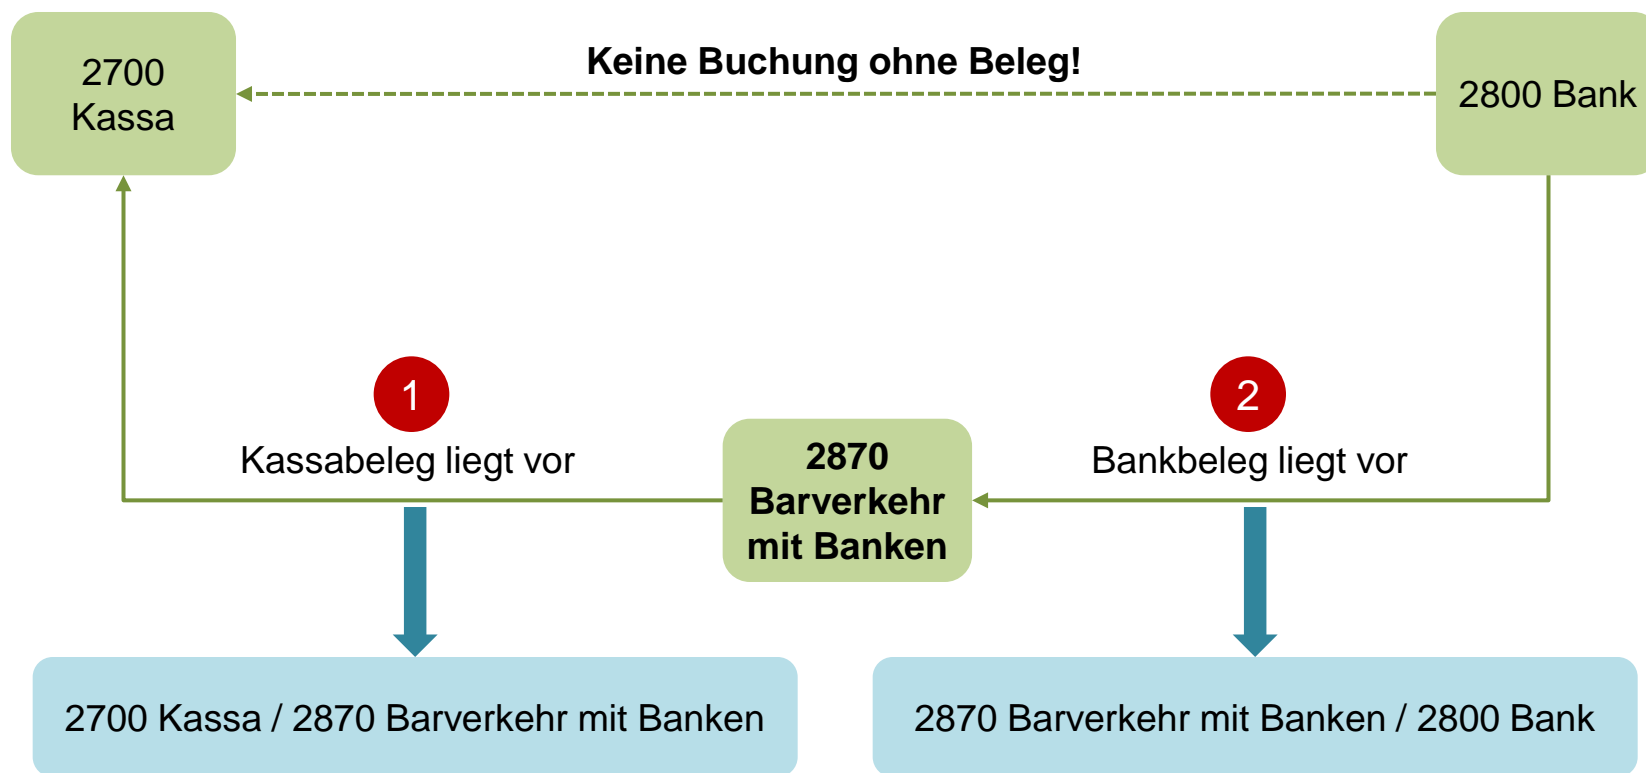 2700
Kassa
Keine Buchung ohne Beleg!
2800 Bank
1
Kassabeleg liegt vor
2870
Barverkehr
mit Banken
2
Bankbeleg liegt vor
2700 Kassa / 2870 Barverkehr mit Banken
2870 Barverkehr mit Banken / 2800 Bank